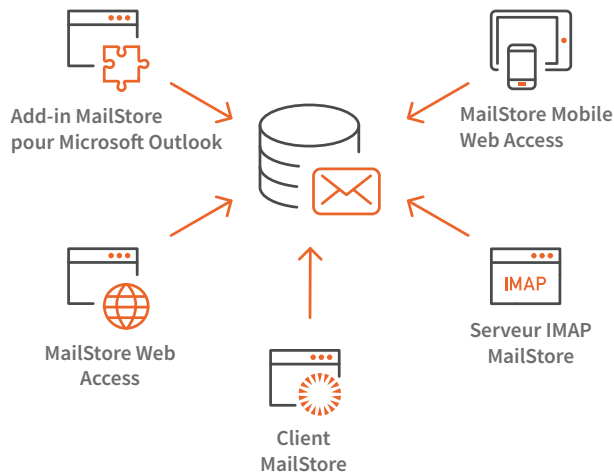 Add-in MailStore
pour Microsoft Outlook
MailStore Mobile
Web Access
IMAP
MailStore Web
Access
Serveur IMAP
MailStore
Client
MailStore